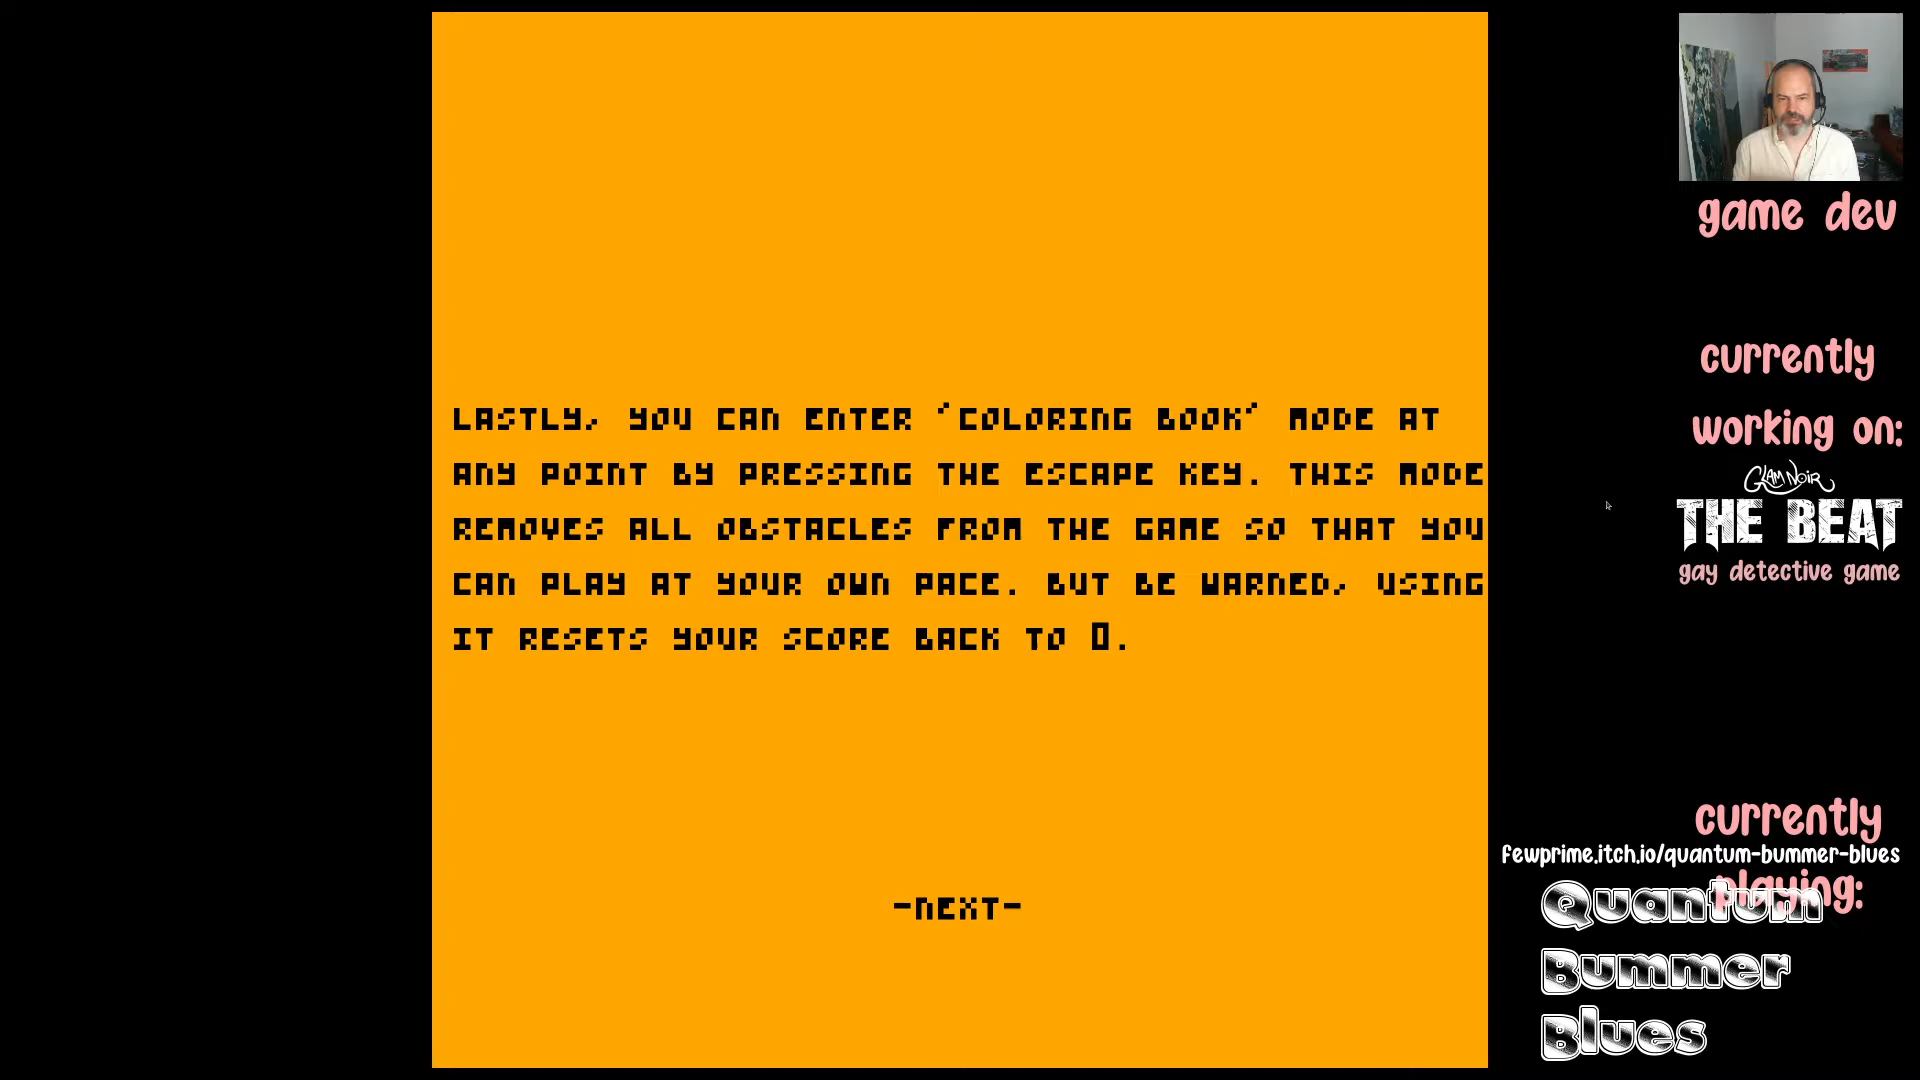 LASTLY, YOU CAN ENTER 'COLORING BOOK' MODE AT
ANY POINT BY PRESSING THE ESCAPE KEY. THIS MODE
REMOVES ALL OBSTACLES FROM THE GAME SO THAT YOU
CAN PLAY AT YOUR OWN PACE. BUT BE WARNED, USING
IT RESETS YOUR SCORE BACK TO 0.
-NEXT-
game dev
currently
working on:
GLAM NOIR
THE BEAT
gay detective game
currently
fewprime.itch.io/quantum-bummer-blues
playing:
Quantum
Bummer
Blues